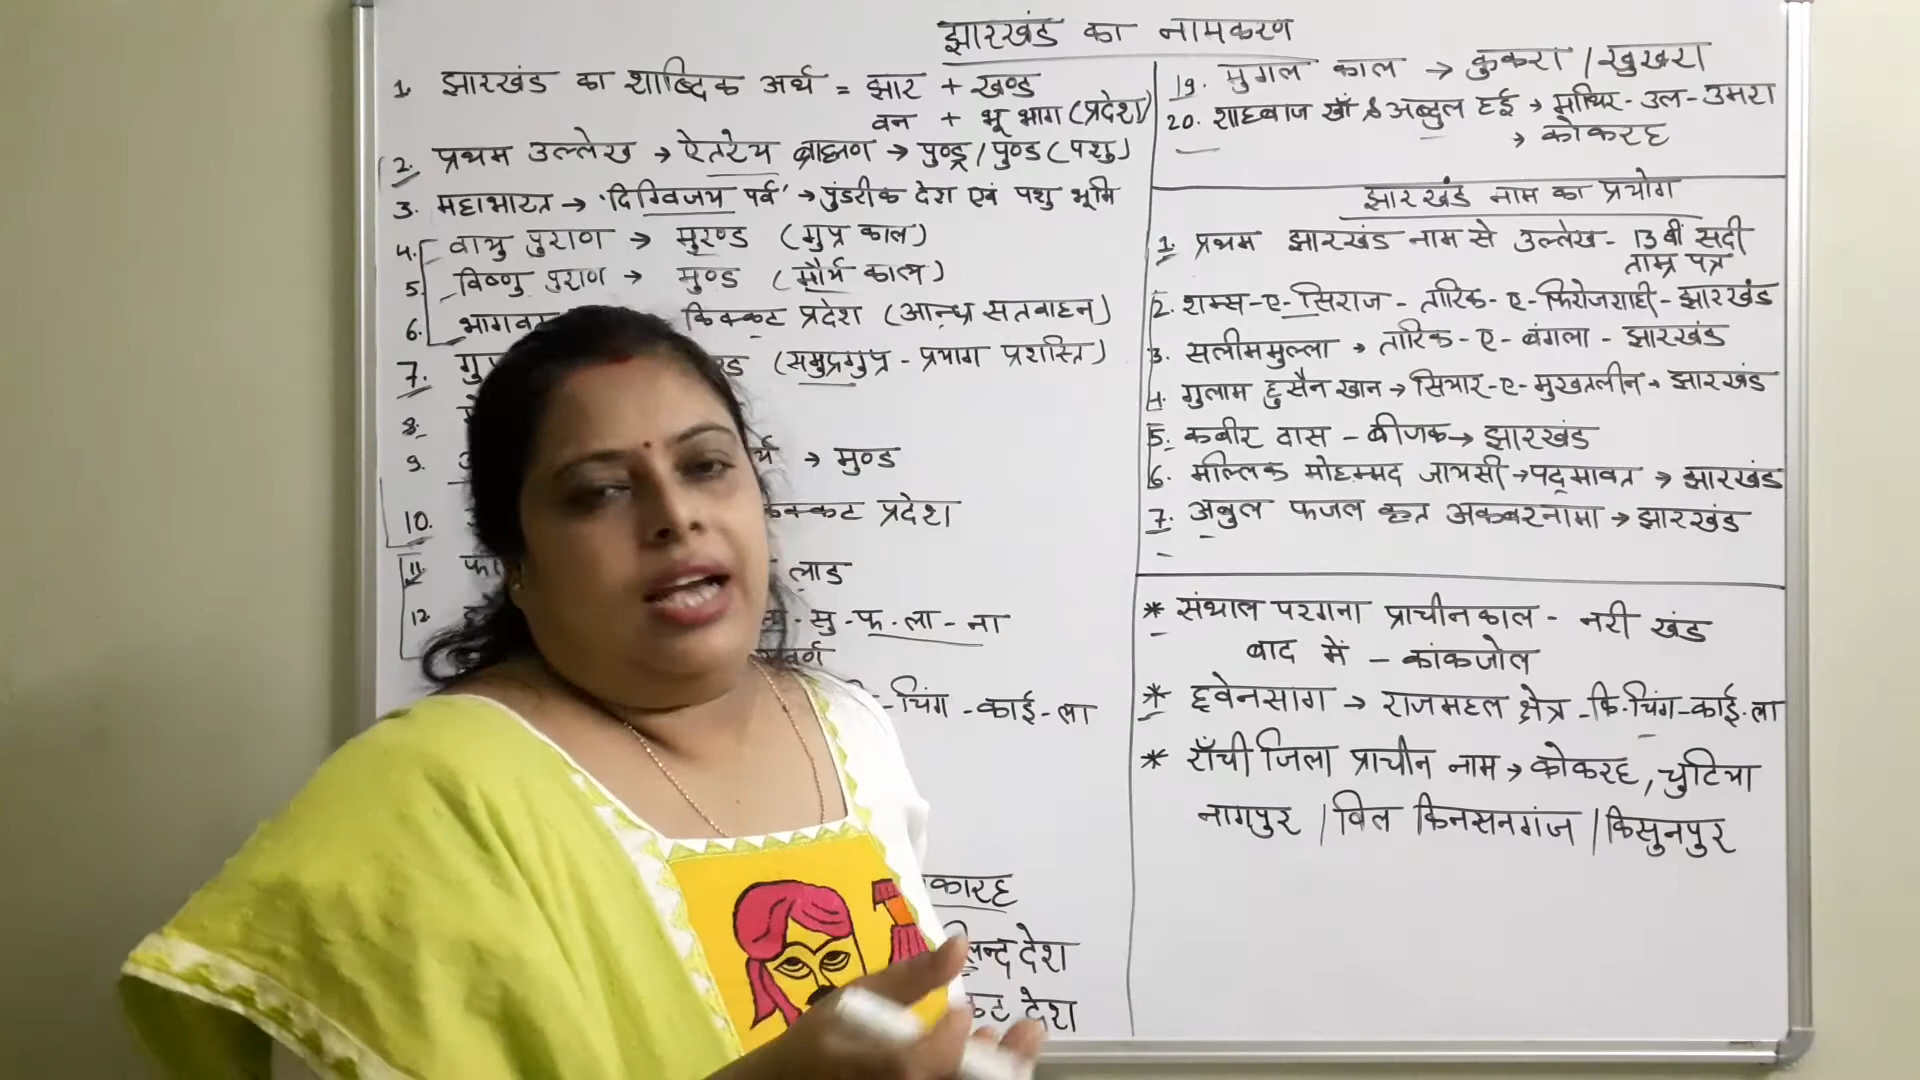 झारखंड का नामकरण
1. झारखंड का शाब्दिक अर्थ = झार + खण्ड
वन + भू भाग (प्रदेश)
2. प्रथम उल्लेख → ऐतरेय ब्राह्मण → पुण्ड्र / पुण्ड (पशु)
3. महाभारत → 'दिग्विजय पर्व' → पुंडरीक देश एवं पशु भूमि
4. वायु पुराण → मुरण्ड (गुप्त काल)
5. विष्णु पुराण → मुण्ड (मौर्य काल)
6. भागवत किक्कट प्रदेश (आन्ध्र सतवाहन)
7. (समुद्रगुप्त - प्रयाग प्रशस्ति)
8.
9. → मुण्ड
10. प्रदेश
11. लाड
12. सु - फ - ला - ना
- चिंग - काई - ला
देश
देश
19. मुगल काल → कुकरा / खुखरा
20. शाहबाज खाँ & अब्दुल हई → माथिर - उल - उमरा
→ कोकरह
झारखंड नाम का प्रयोग
1. प्रथम झारखंड नाम से उल्लेख - 13 वीं सदी
ताम्र पत्र
2. शम्स - ए - सिराज - तारिक - ए - फिरोजशाही - झारखंड
3. सलीममुल्ला → तारिक - ए - बंगला - झारखंड
4. गुलाम हुसैन खान → सियार - ए - मुखतलीन → झारखंड
5. कबीर दास - बीजक → झारखंड
6. मल्लिक मोहम्मद जायसी → पद्मावत → झारखंड
7. अबुल फजल कृत अकबरनामा → झारखंड
* संथाल परगना प्राचीनकाल - नरी खंड
बाद में - कांकजोल
* ह्वेनसाग → राजमहल क्षेत्र - कि - चिंग - काई - ला
* राँची जिला प्राचीन नाम → कोकरह, चुटिया
नागपुर / विल किनसनगंज / किसुनपुर